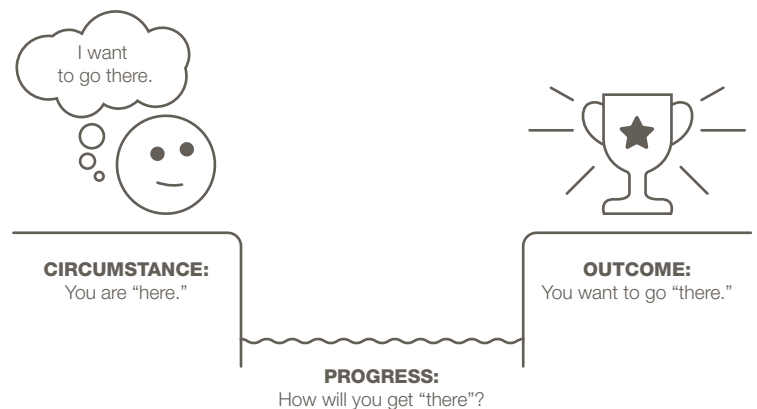 I want
to go there.
CIRCUMSTANCE:
You are “here.”
OUTCOME:
You want to go “there.”
PROGRESS:
How will you get “there”?